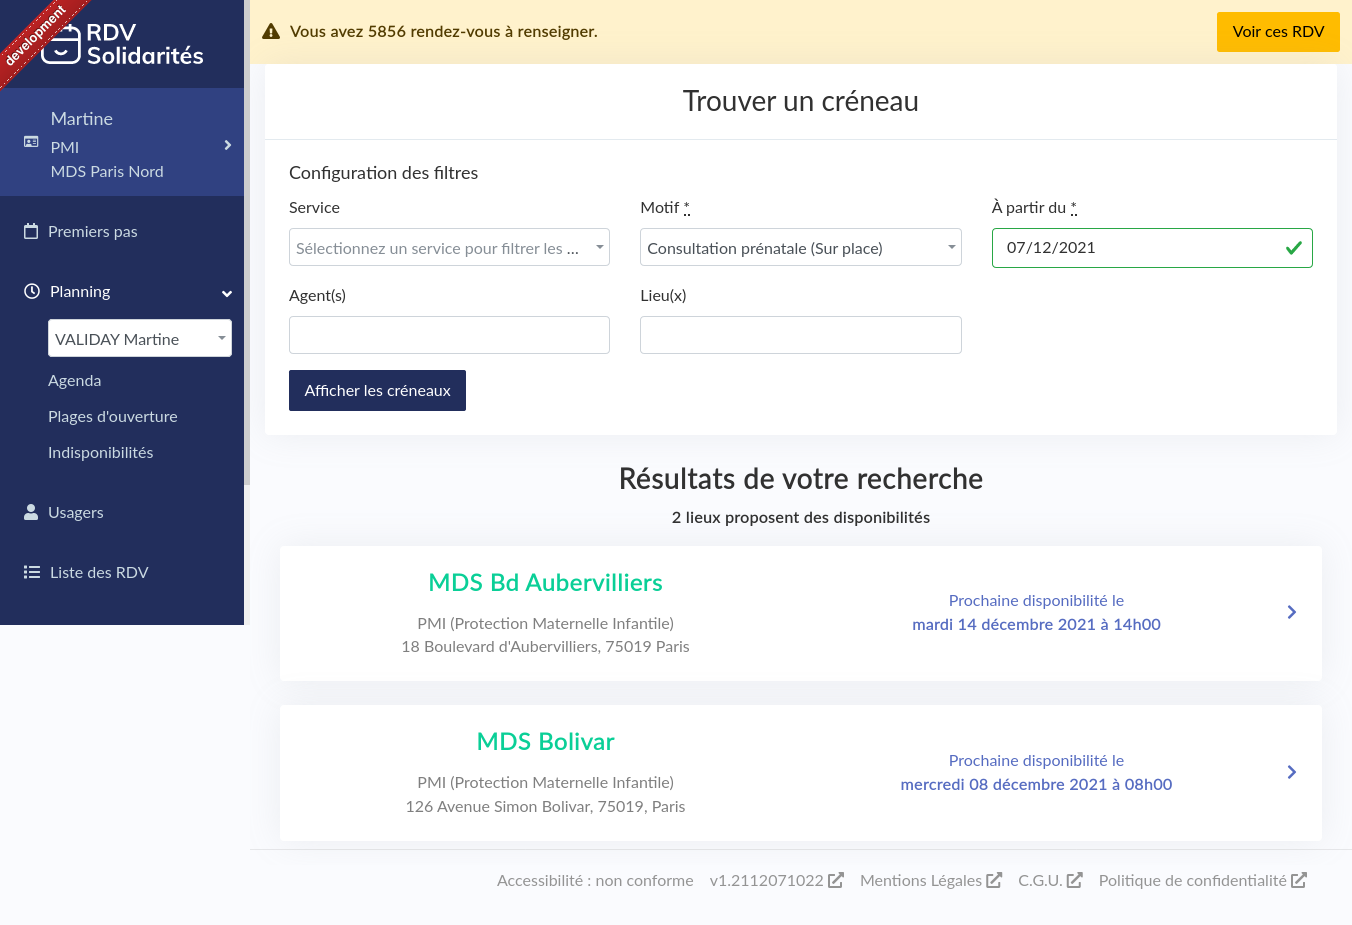 development
RDV
Solidarités
Martine
PMI
MDS Paris Nord
Premiers pas
Planning
VALIDAY Martine
Agenda
Plages d'ouverture
Indisponibilités
Usagers
Liste des RDV
Vous avez 5856 rendez-vous à renseigner.
Voir ces RDV
Trouver un créneau
Configuration des filtres
Service
Motif *
À partir du *
Sélectionnez un service pour filtrer les ...
Consultation prénatale (Sur place)
07/12/2021
Agent(s)
Lieu(x)
Afficher les créneaux
Résultats de votre recherche
2 lieux proposent des disponibilités
MDS Bd Aubervilliers
PMI (Protection Maternelle Infantile)
18 Boulevard d'Aubervilliers, 75019 Paris
Prochaine disponibilité le
mardi 14 décembre 2021 à 14h00
MDS Bolivar
PMI (Protection Maternelle Infantile)
126 Avenue Simon Bolivar, 75019, Paris
Prochaine disponibilité le
mercredi 08 décembre 2021 à 08h00
Accessibilité : non conforme v1.2112071022 Mentions Légales C.G.U. Politique de confidentialité